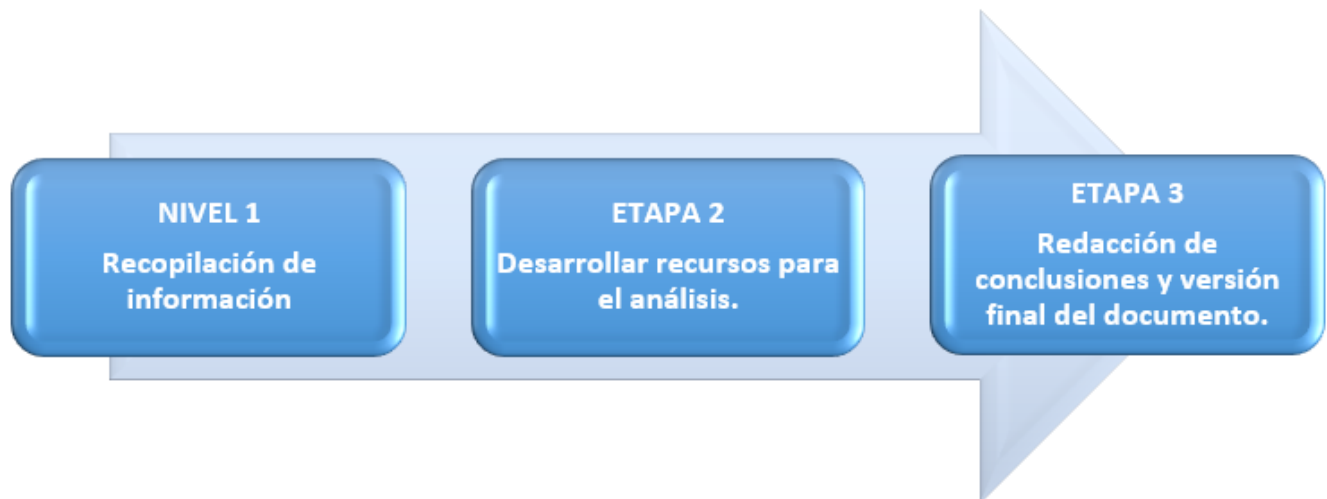 NIVEL 1
Recopilación de
información
ETAPA 2
Desarrollar recursos para
el análisis.
ETAPA 3
Redacción de
conclusiones y versión
final del documento.